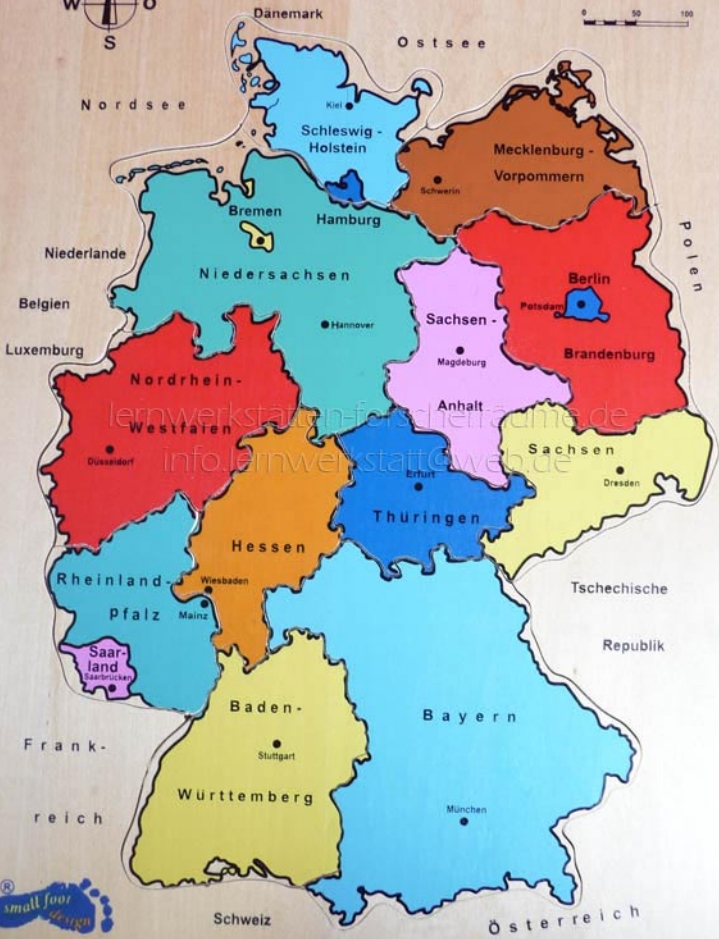 W O
S
Dänemark
Ostsee
0 50 100
Nordsee
Kiel
Schleswig -
Holstein
Mecklenburg -
Vorpommern
Schwerin
Bremen
Hamburg
Polen
Niederlande
Niedersachsen
Berlin
Potsdam
Belgien
Sachsen -
Hannover
Luxemburg
Magdeburg
Brandenburg
Nordrhein-
Anhalt
lernwerkstätten-forscherräume.de
Westfalen
Sachsen
Düsseldorf
info.lernwerkstatt@web.de
Erfurt
Dresden
Thüringen
Hessen
Rheinland-
Wiesbaden
Tschechische
pfalz
Mainz
Republik
Saar-
land
Saarbrücken
Baden-
Bayern
Frank-
Stuttgart
Württemberg
reich
München
®
small foot
design
Schweiz
Österreich